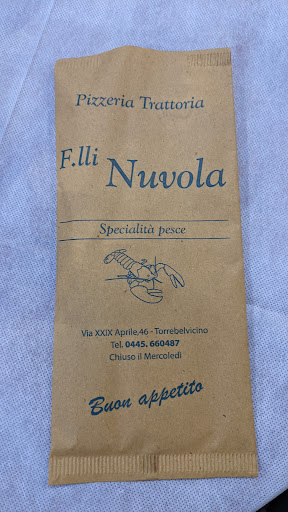 Pizzeria Trattoria
F.lli Nuvola
Specialità pesce
Via XXIX Aprile,46 - Torrebelvicino
Tel. 0445. 660487
Chiuso il Mercoledì
Buon appetito